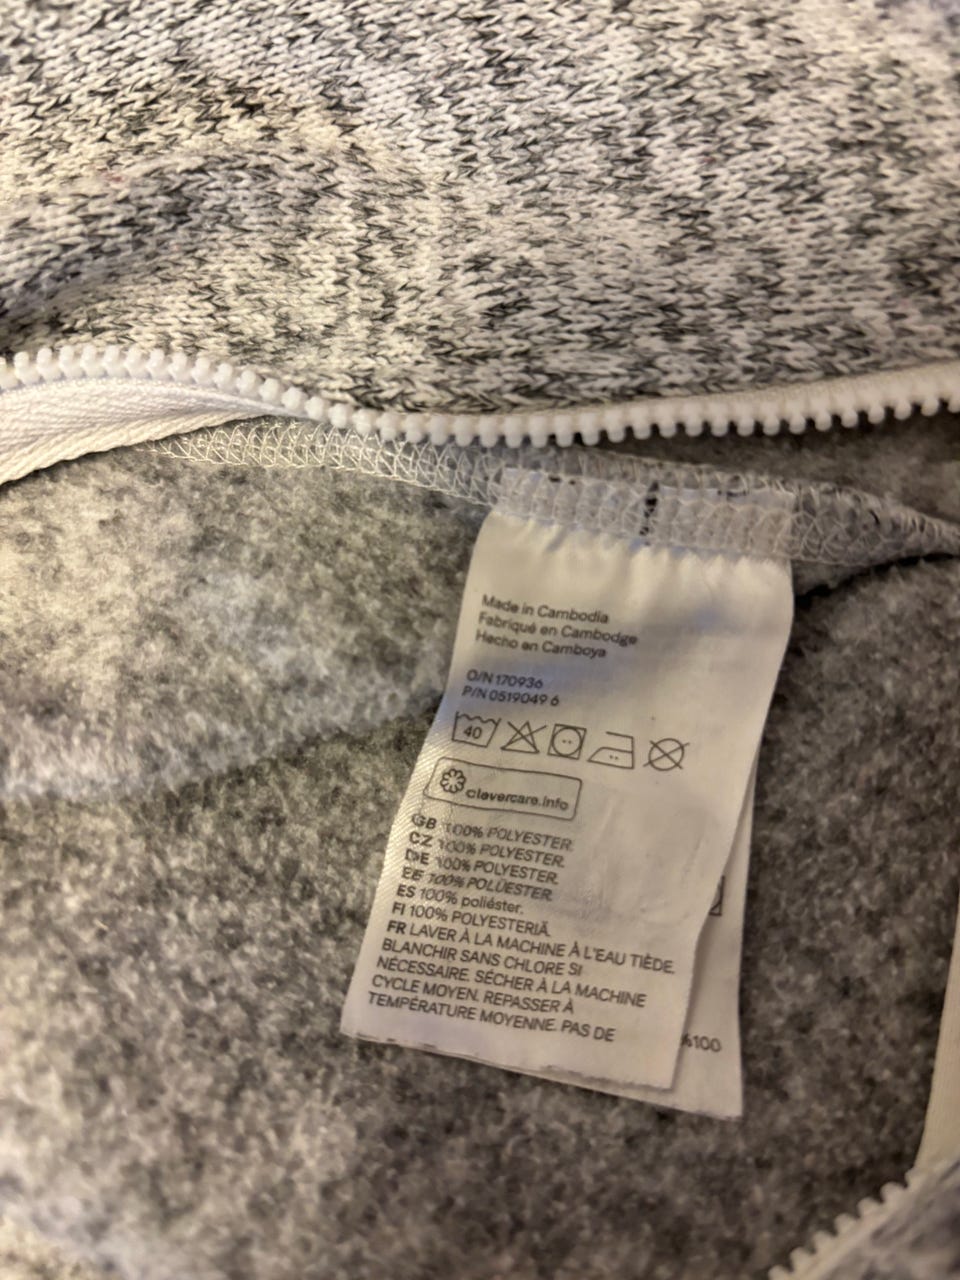 Made in Cambodia
Fabriqué en Cambodge
Hecho en Camboya
O/N 170936
P/N 0519049 6
40
clevercare.info
GB 100% POLYESTER.
CZ 100% POLYESTER.
DE 100% POLYESTER.
EE 100% POLÜESTER.
ES 100% poliéster.
FI 100% POLYESTERIÄ.
FR LAVER À LA MACHINE À L'EAU TIÈDE.
BLANCHIR SANS CHLORE SI
NÉCESSAIRE. SÉCHER À LA MACHINE
CYCLE MOYEN. REPASSER À
TEMPÉRATURE MOYENNE. PAS DE
%100